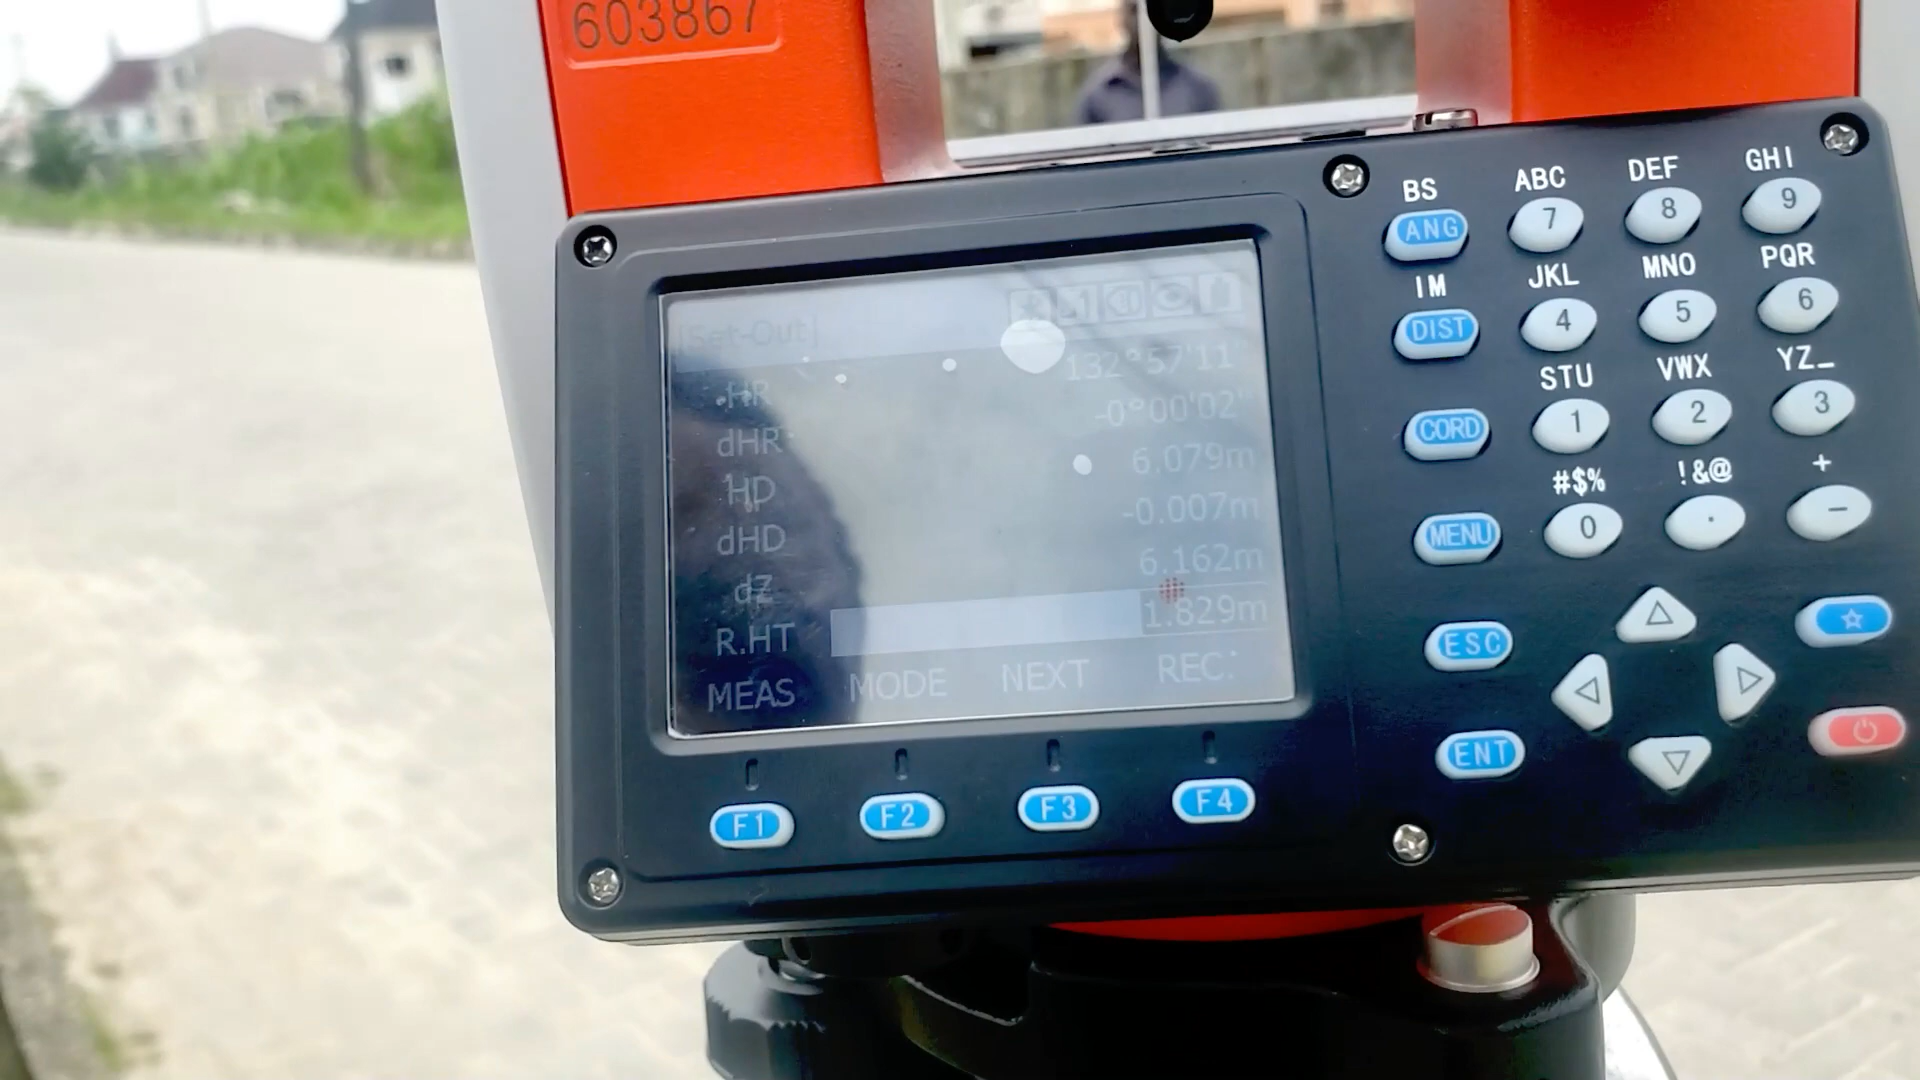 603867
[Set-Out]
HR 132°57'11"
dHR -0°00'02"
HD 6.079m
dHD -0.007m
dZ 6.162m
R.HT 1.829m
MEAS MODE NEXT REC.
F1 F2 F3 F4
BS ABC DEF GHI
ANG 7 8 9
IM JKL MNO PQR
DIST 4 5 6
STU VWX YZ_
CORD 1 2 3
#$% !&@ +
MENU 0 . -
ESC
ENT